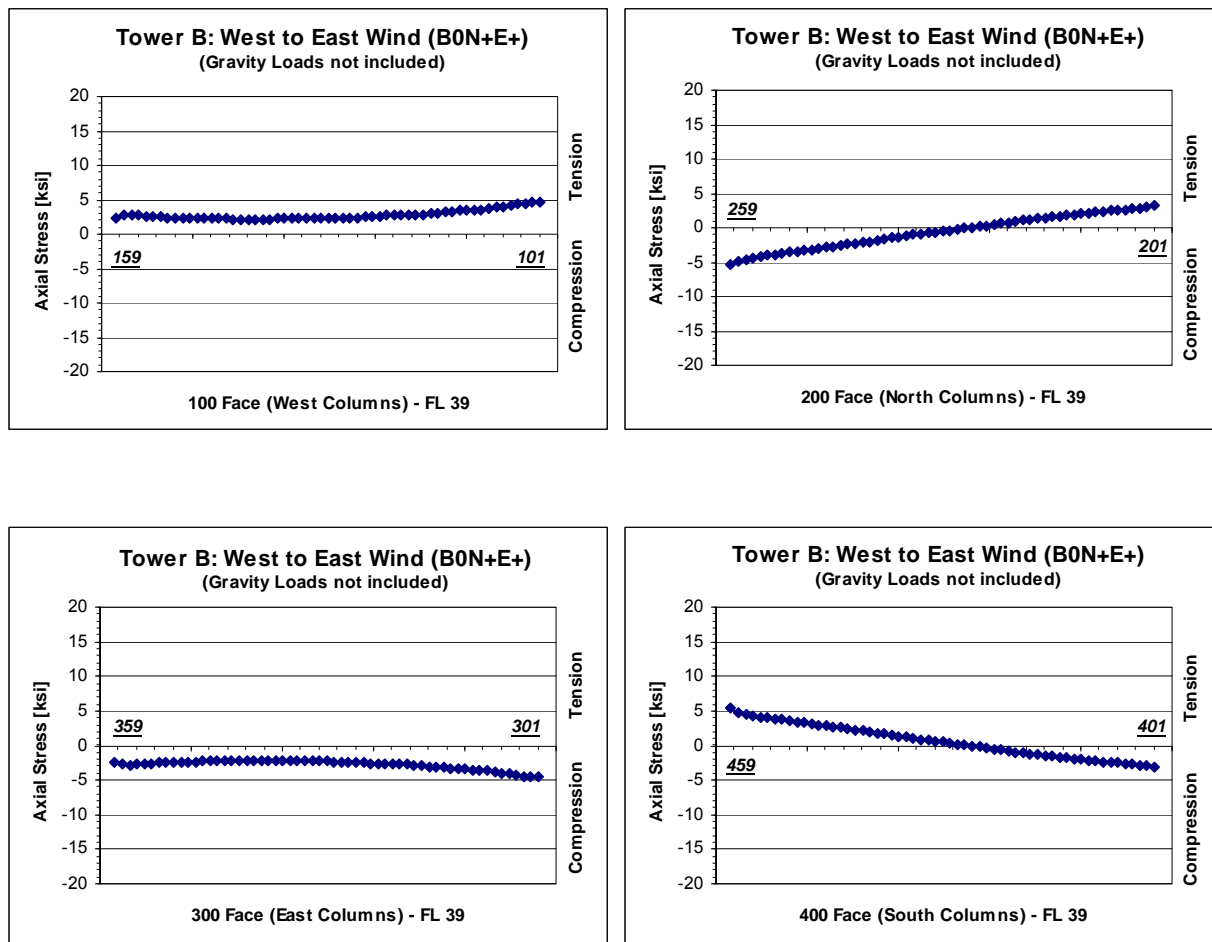 Tower B: West to East Wind (B0N+E+)
(Gravity Loads not included)
20
15
10
5
0
-5
-10
-15
-20
Axial Stress [ksi]
Tension
Compression
159
101
100 Face (West Columns) - FL 39
Tower B: West to East Wind (B0N+E+)
(Gravity Loads not included)
20
15
10
5
0
-5
-10
-15
-20
Axial Stress [ksi]
Tension
Compression
259
201
200 Face (North Columns) - FL 39
Tower B: West to East Wind (B0N+E+)
(Gravity Loads not included)
20
15
10
5
0
-5
-10
-15
-20
Axial Stress [ksi]
Tension
Compression
359
301
300 Face (East Columns) - FL 39
Tower B: West to East Wind (B0N+E+)
(Gravity Loads not included)
20
15
10
5
0
-5
-10
-15
-20
Axial Stress [ksi]
Tension
Compression
401
459
400 Face (South Columns) - FL 39